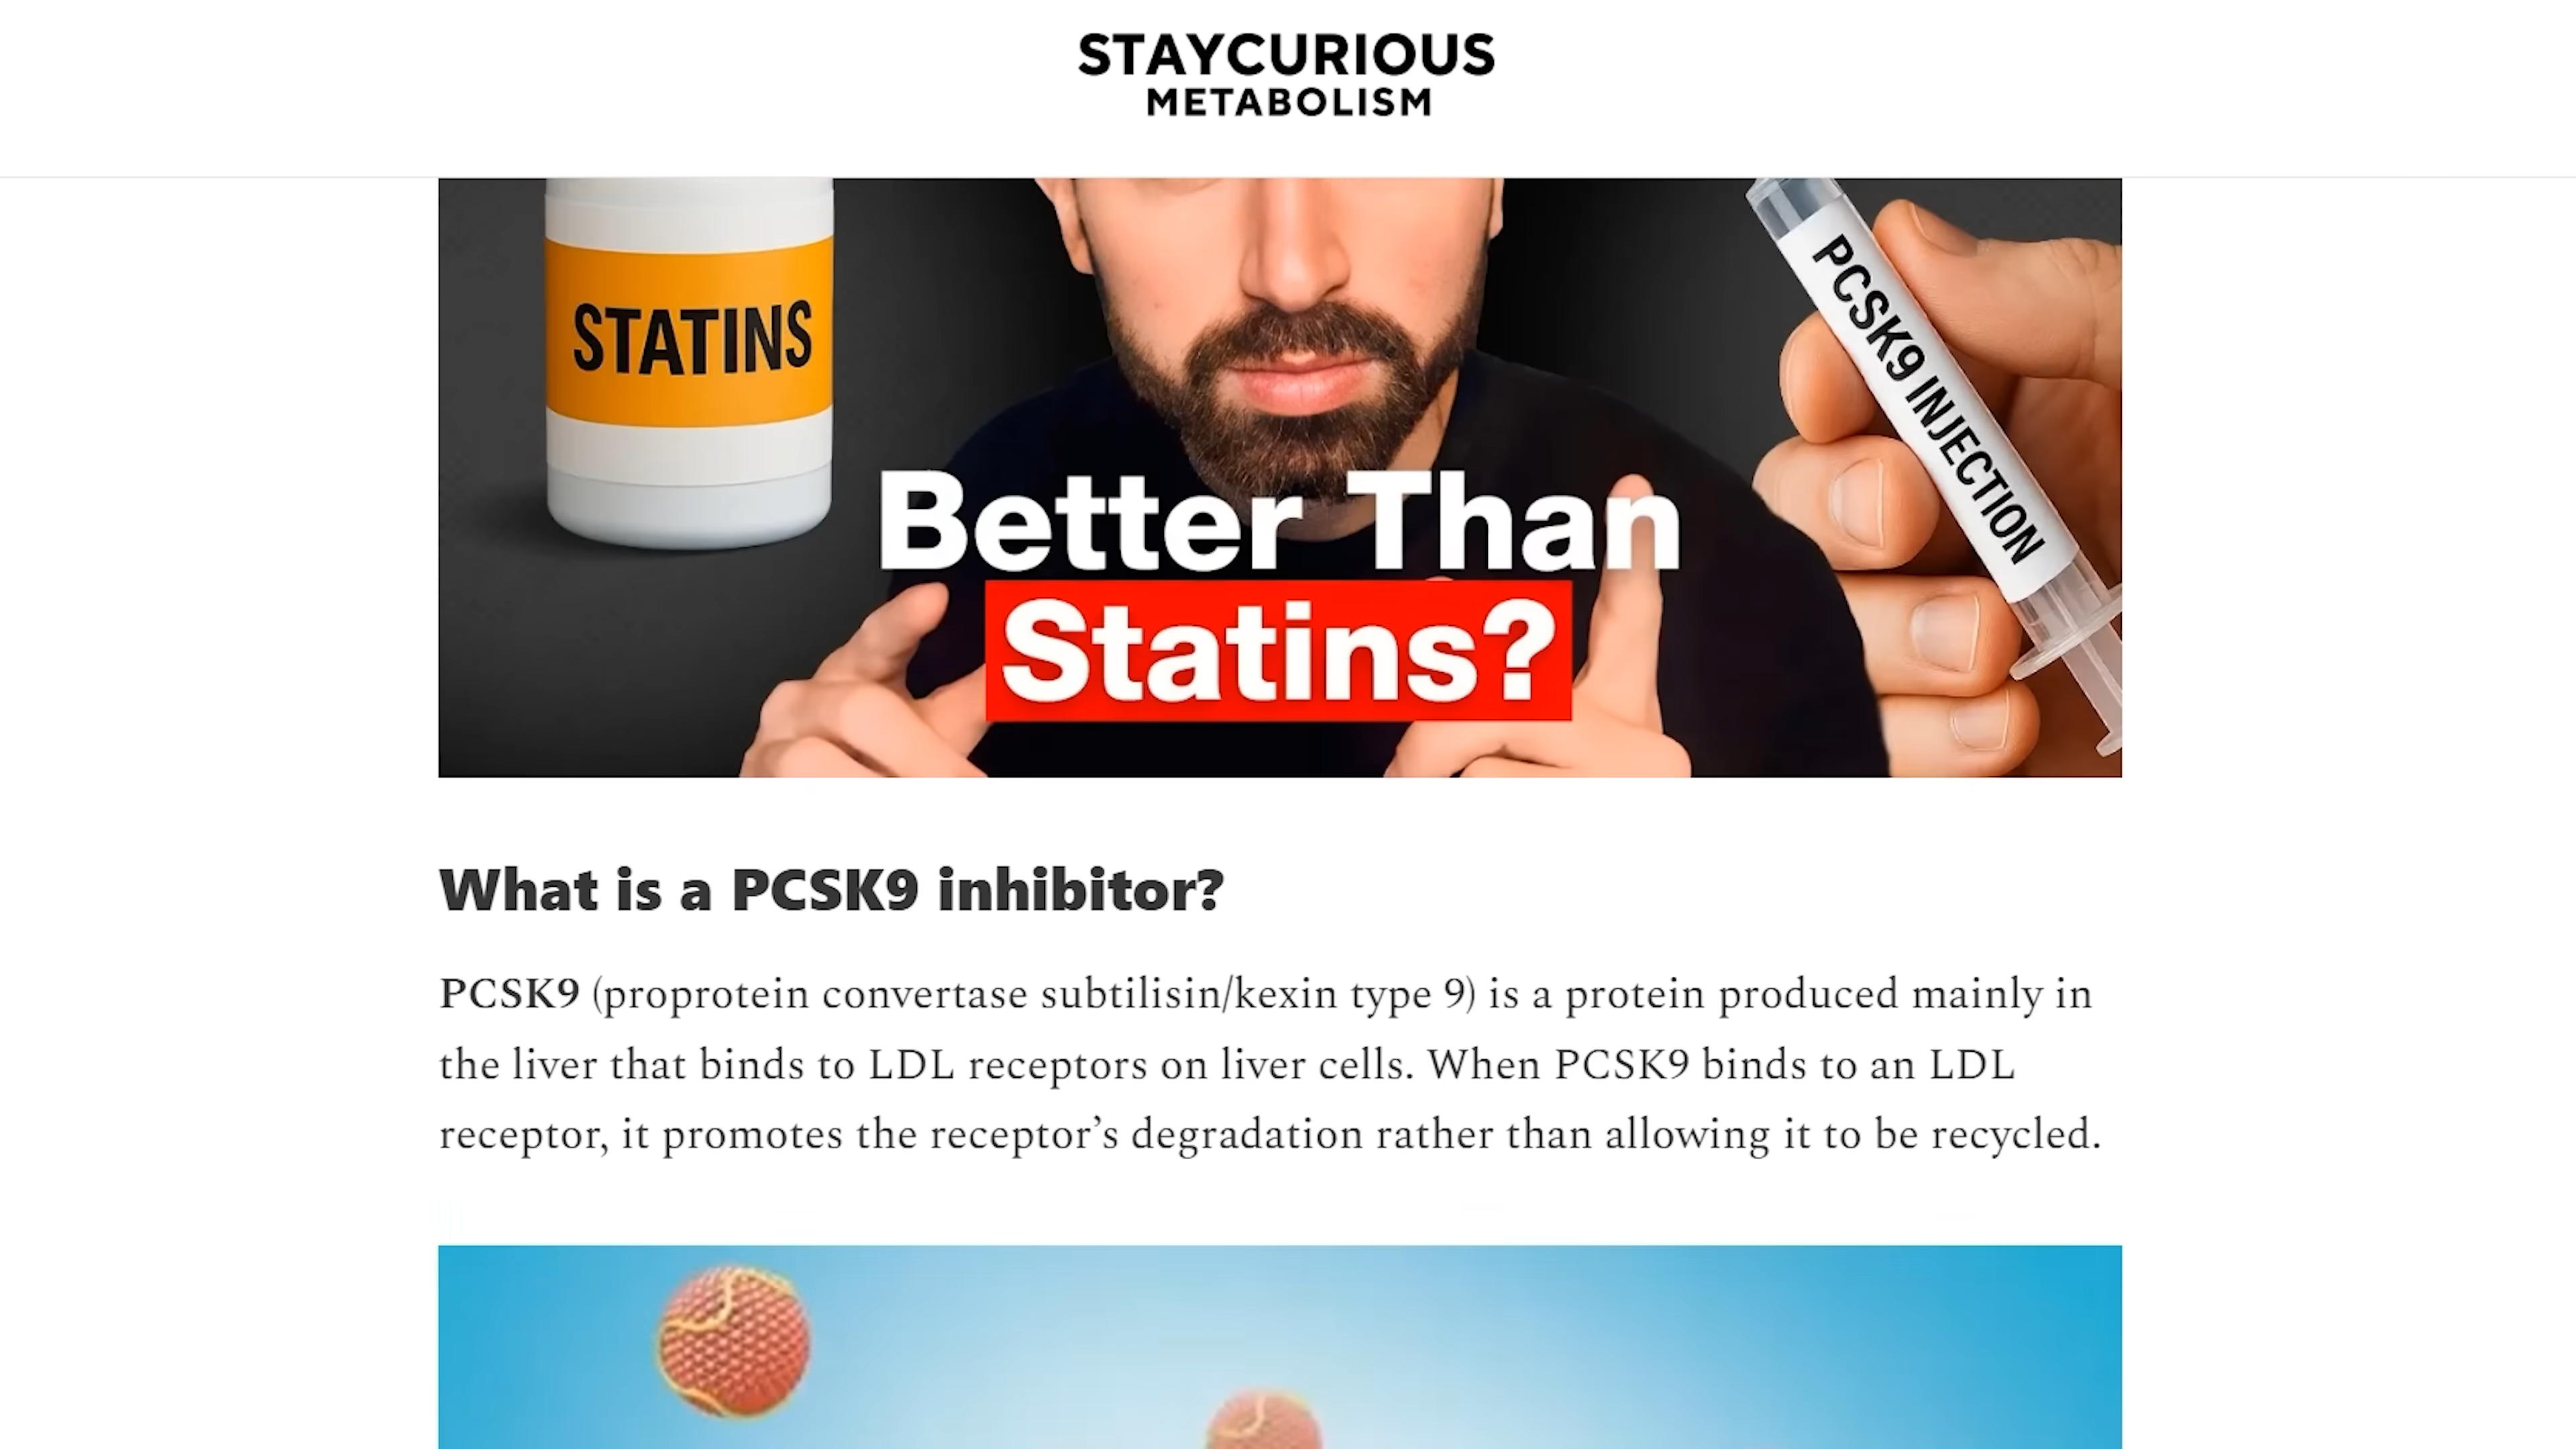 STAYCURIOUS
METABOLISM
STATINS
PCSK9 INJECTION
Better Than
Statins?
What is a PCSK9 inhibitor?
PCSK9 (proprotein convertase subtilisin/kexin type 9) is a protein produced mainly in
the liver that binds to LDL receptors on liver cells. When PCSK9 binds to an LDL
receptor, it promotes the receptor’s degradation rather than allowing it to be recycled.